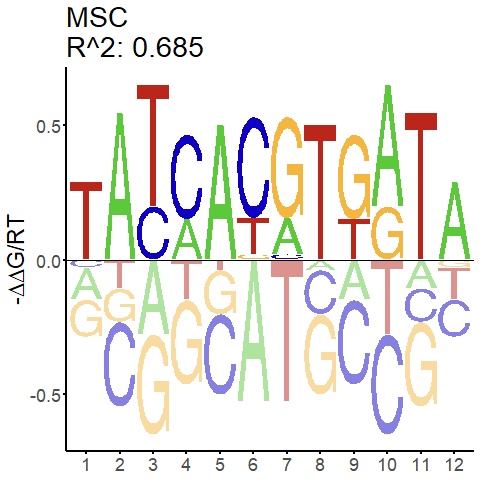 MSC
R^2: 0.685
-ΔΔG/RT
0.5
0.0
-0.5
T A T C A C G T G A T A
C A T A T G
A T A T G A T A A T A T
G G G G C A C G C C C C
C G
1 2 3 4 5 6 7 8 9 10 11 12